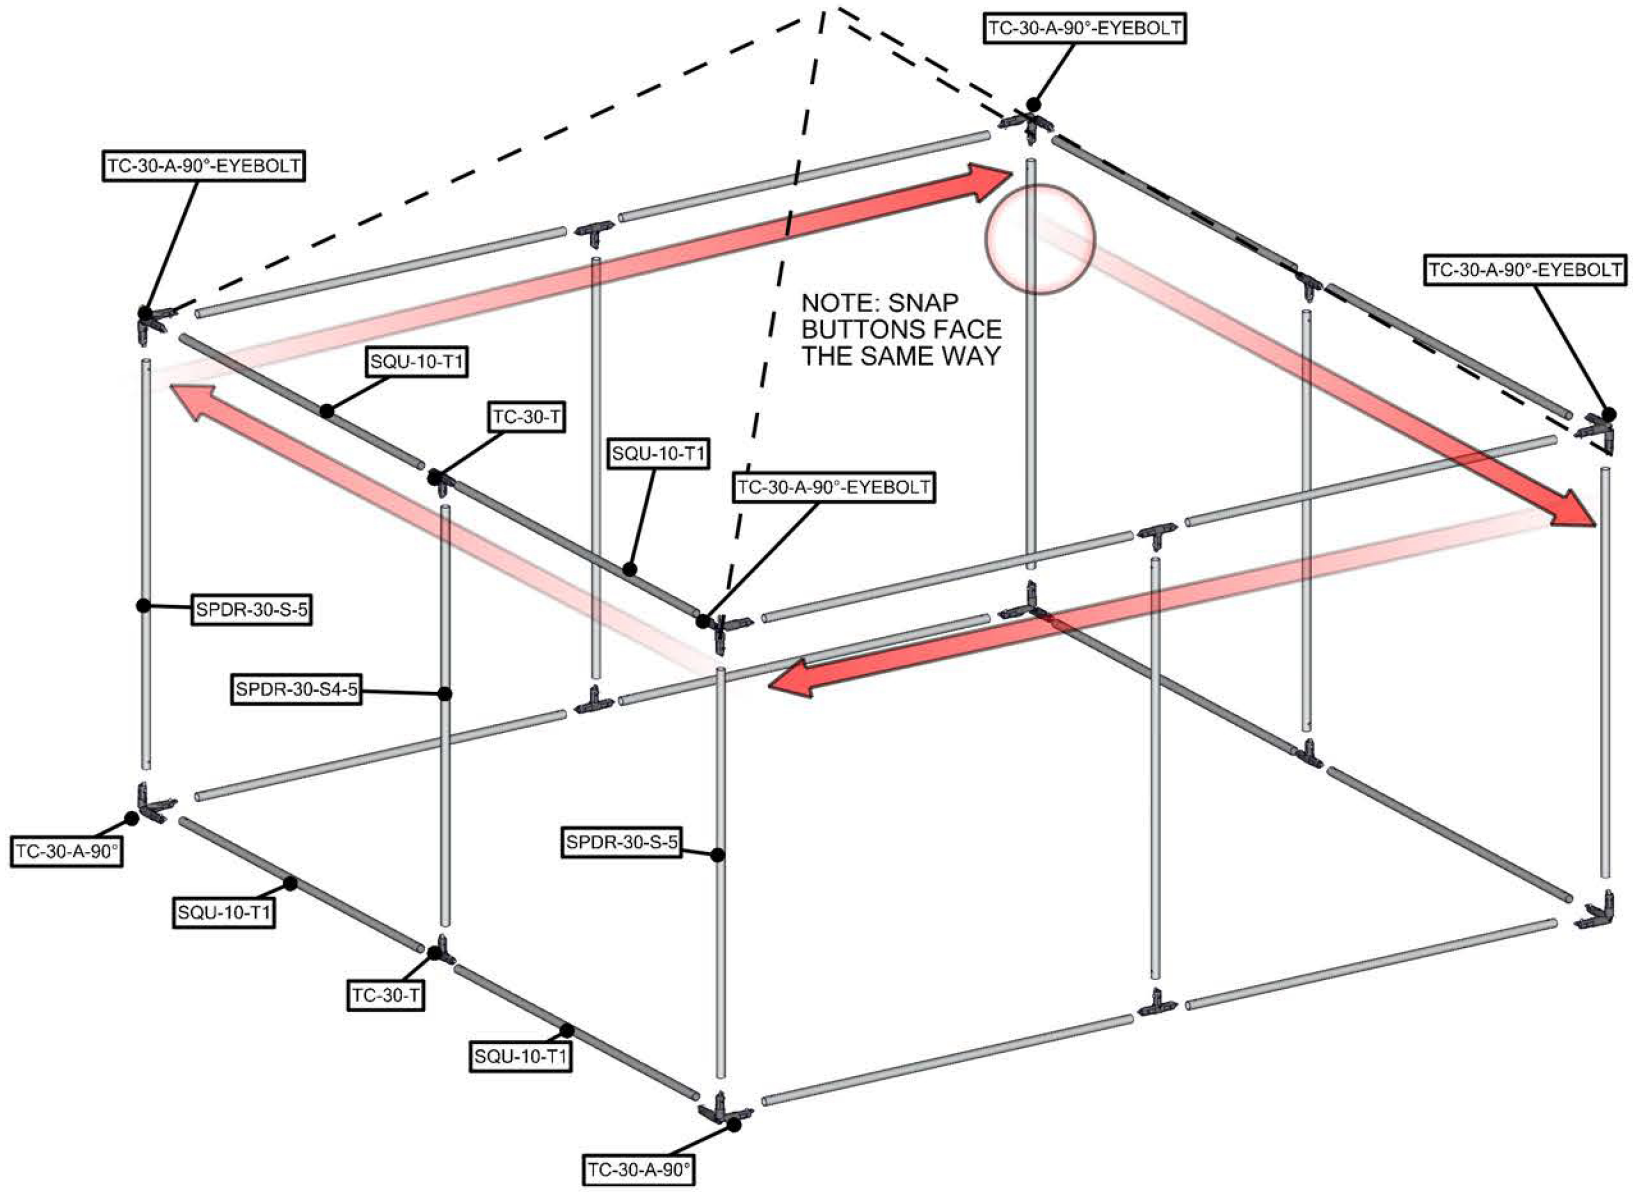 TC-30-A-90°-EYEBOLT
TC-30-A-90°-EYEBOLT
TC-30-A-90°-EYEBOLT
NOTE: SNAP
BUTTONS FACE
THE SAME WAY
SQU-10-T1
TC-30-T
SQU-10-T1
TC-30-A-90°-EYEBOLT
SPDR-30-S-5
SPDR-30-S4-5
SPDR-30-S-5
TC-30-A-90°
SQU-10-T1
TC-30-T
SQU-10-T1
TC-30-A-90°